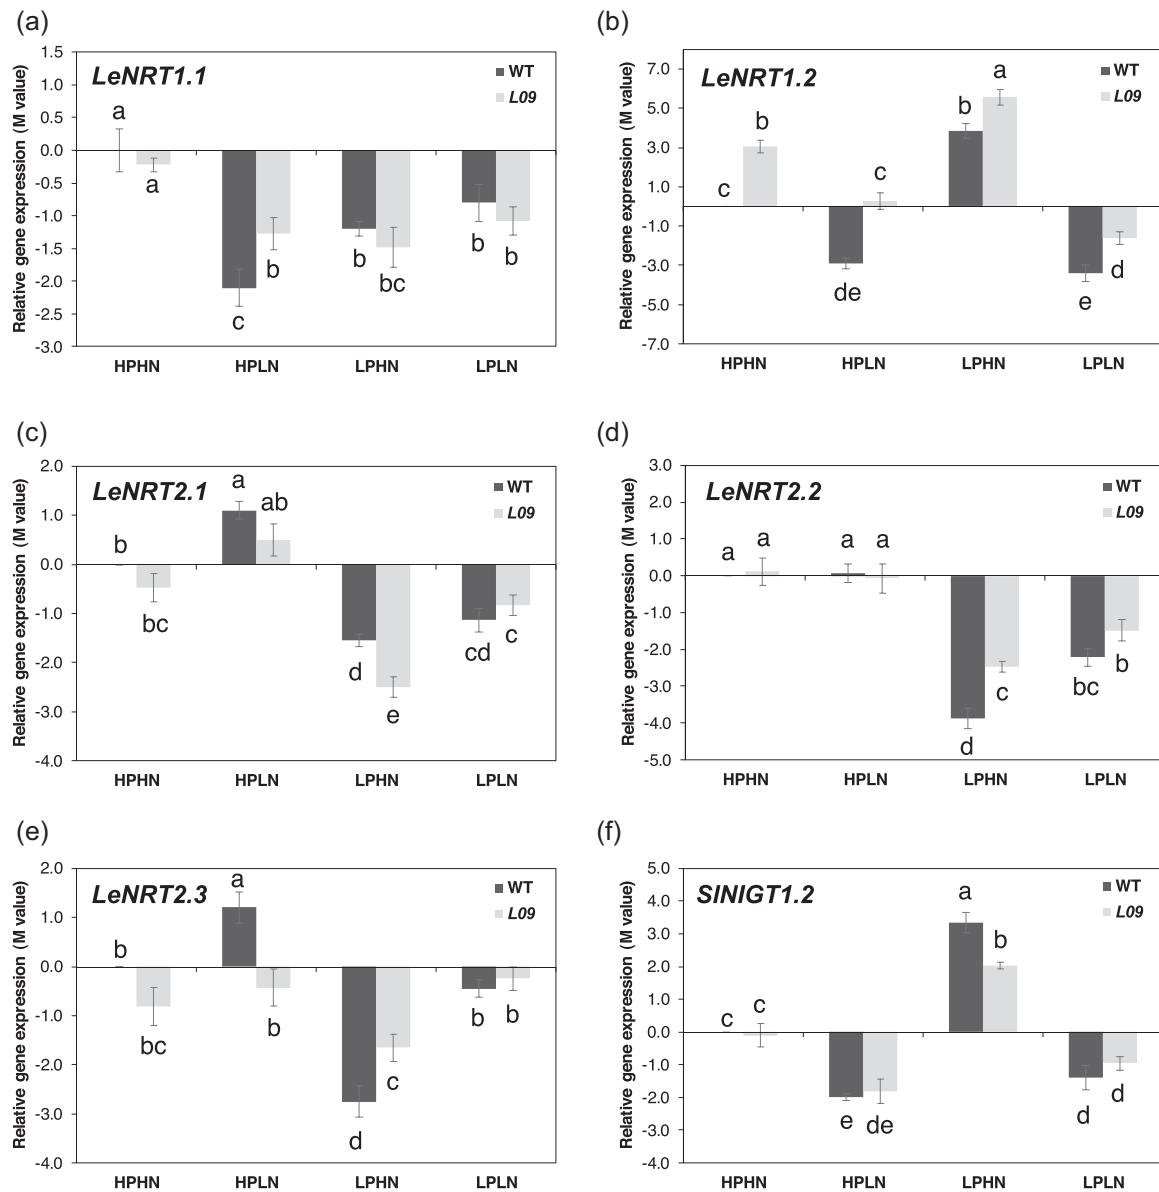 (a)
1.5
1.0
0.5
0.0
-0.5
-1.0
-1.5
-2.0
-2.5
-3.0
Relative gene expression (M value)
LeNRT1.1
WT
L09
a
a
c
b
b
bc
b
b
HPHN HPLN LPHN LPLN
(b)
7.0
5.0
3.0
1.0
-1.0
-3.0
-5.0
-7.0
Relative gene expression (M value)
LeNRT1.2
WT
L09
c
b
de
c
b
a
e
d
HPHN HPLN LPHN LPLN
(c)
2.0
1.0
0.0
-1.0
-2.0
-3.0
-4.0
Relative gene expression (M value)
LeNRT2.1
WT
L09
b
bc
a
ab
d
e
cd
c
HPHN HPLN LPHN LPLN
(d)
3.0
2.0
1.0
0.0
-1.0
-2.0
-3.0
-4.0
-5.0
Relative gene expression (M value)
LeNRT2.2
WT
L09
a
a
a
a
d
c
bc
b
HPHN HPLN LPHN LPLN
(e)
2.0
1.0
0.0
-1.0
-2.0
-3.0
-4.0
Relative gene expression (M value)
LeNRT2.3
WT
L09
b
bc
a
b
d
c
b
b
HPHN HPLN LPHN LPLN
(f)
5.0
4.0
3.0
2.0
1.0
0.0
-1.0
-2.0
-3.0
-4.0
Relative gene expression (M value)
SlNIGT1.2
WT
L09
c
c
e
de
a
b
d
d
HPHN HPLN LPHN LPLN